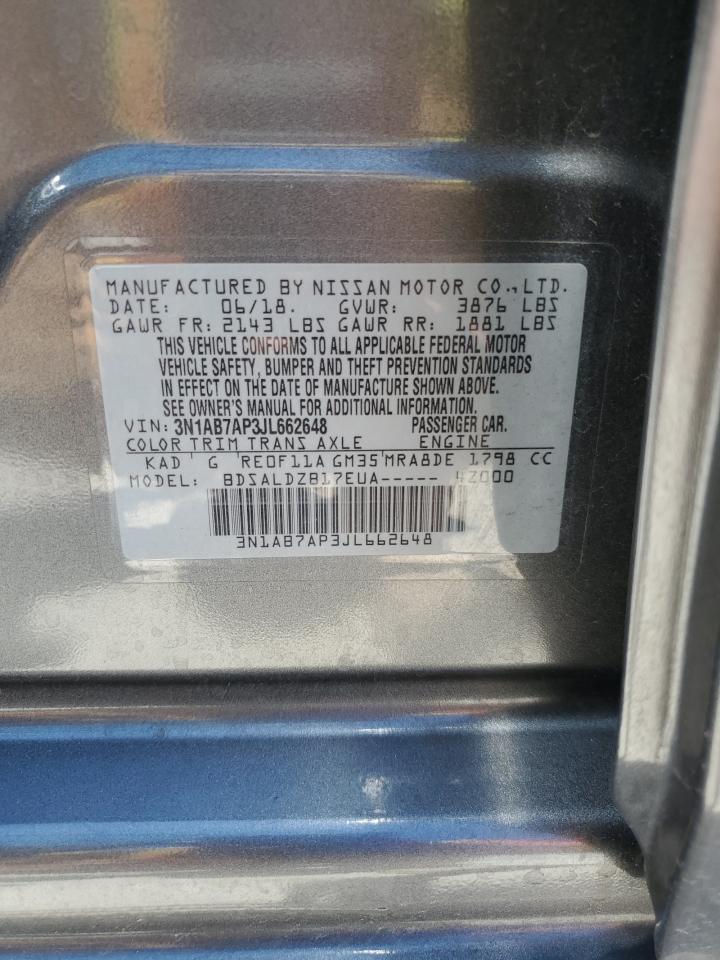 MANUFACTURED BY NISSAN MOTOR CO., LTD.
DATE: 06/18. GVWR: 3876 LBS
GAWR FR: 2143 LBS GAWR RR: 1881 LBS
THIS VEHICLE CONFORMS TO ALL APPLICABLE FEDERAL MOTOR
VEHICLE SAFETY, BUMPER AND THEFT PREVENTION STANDARDS
IN EFFECT ON THE DATE OF MANUFACTURE SHOWN ABOVE.
SEE OWNER'S MANUAL FOR ADDITIONAL INFORMATION.
VIN: 3N1AB7AP3JL662648 PASSENGER CAR.
COLOR TRIM TRANS AXLE ENGINE
KAD G RE0F11A GM35 MRA8DE 1798 CC
MODEL: BDSALDZB17EUA----- 4Z000
3N1AB7AP3JL662648